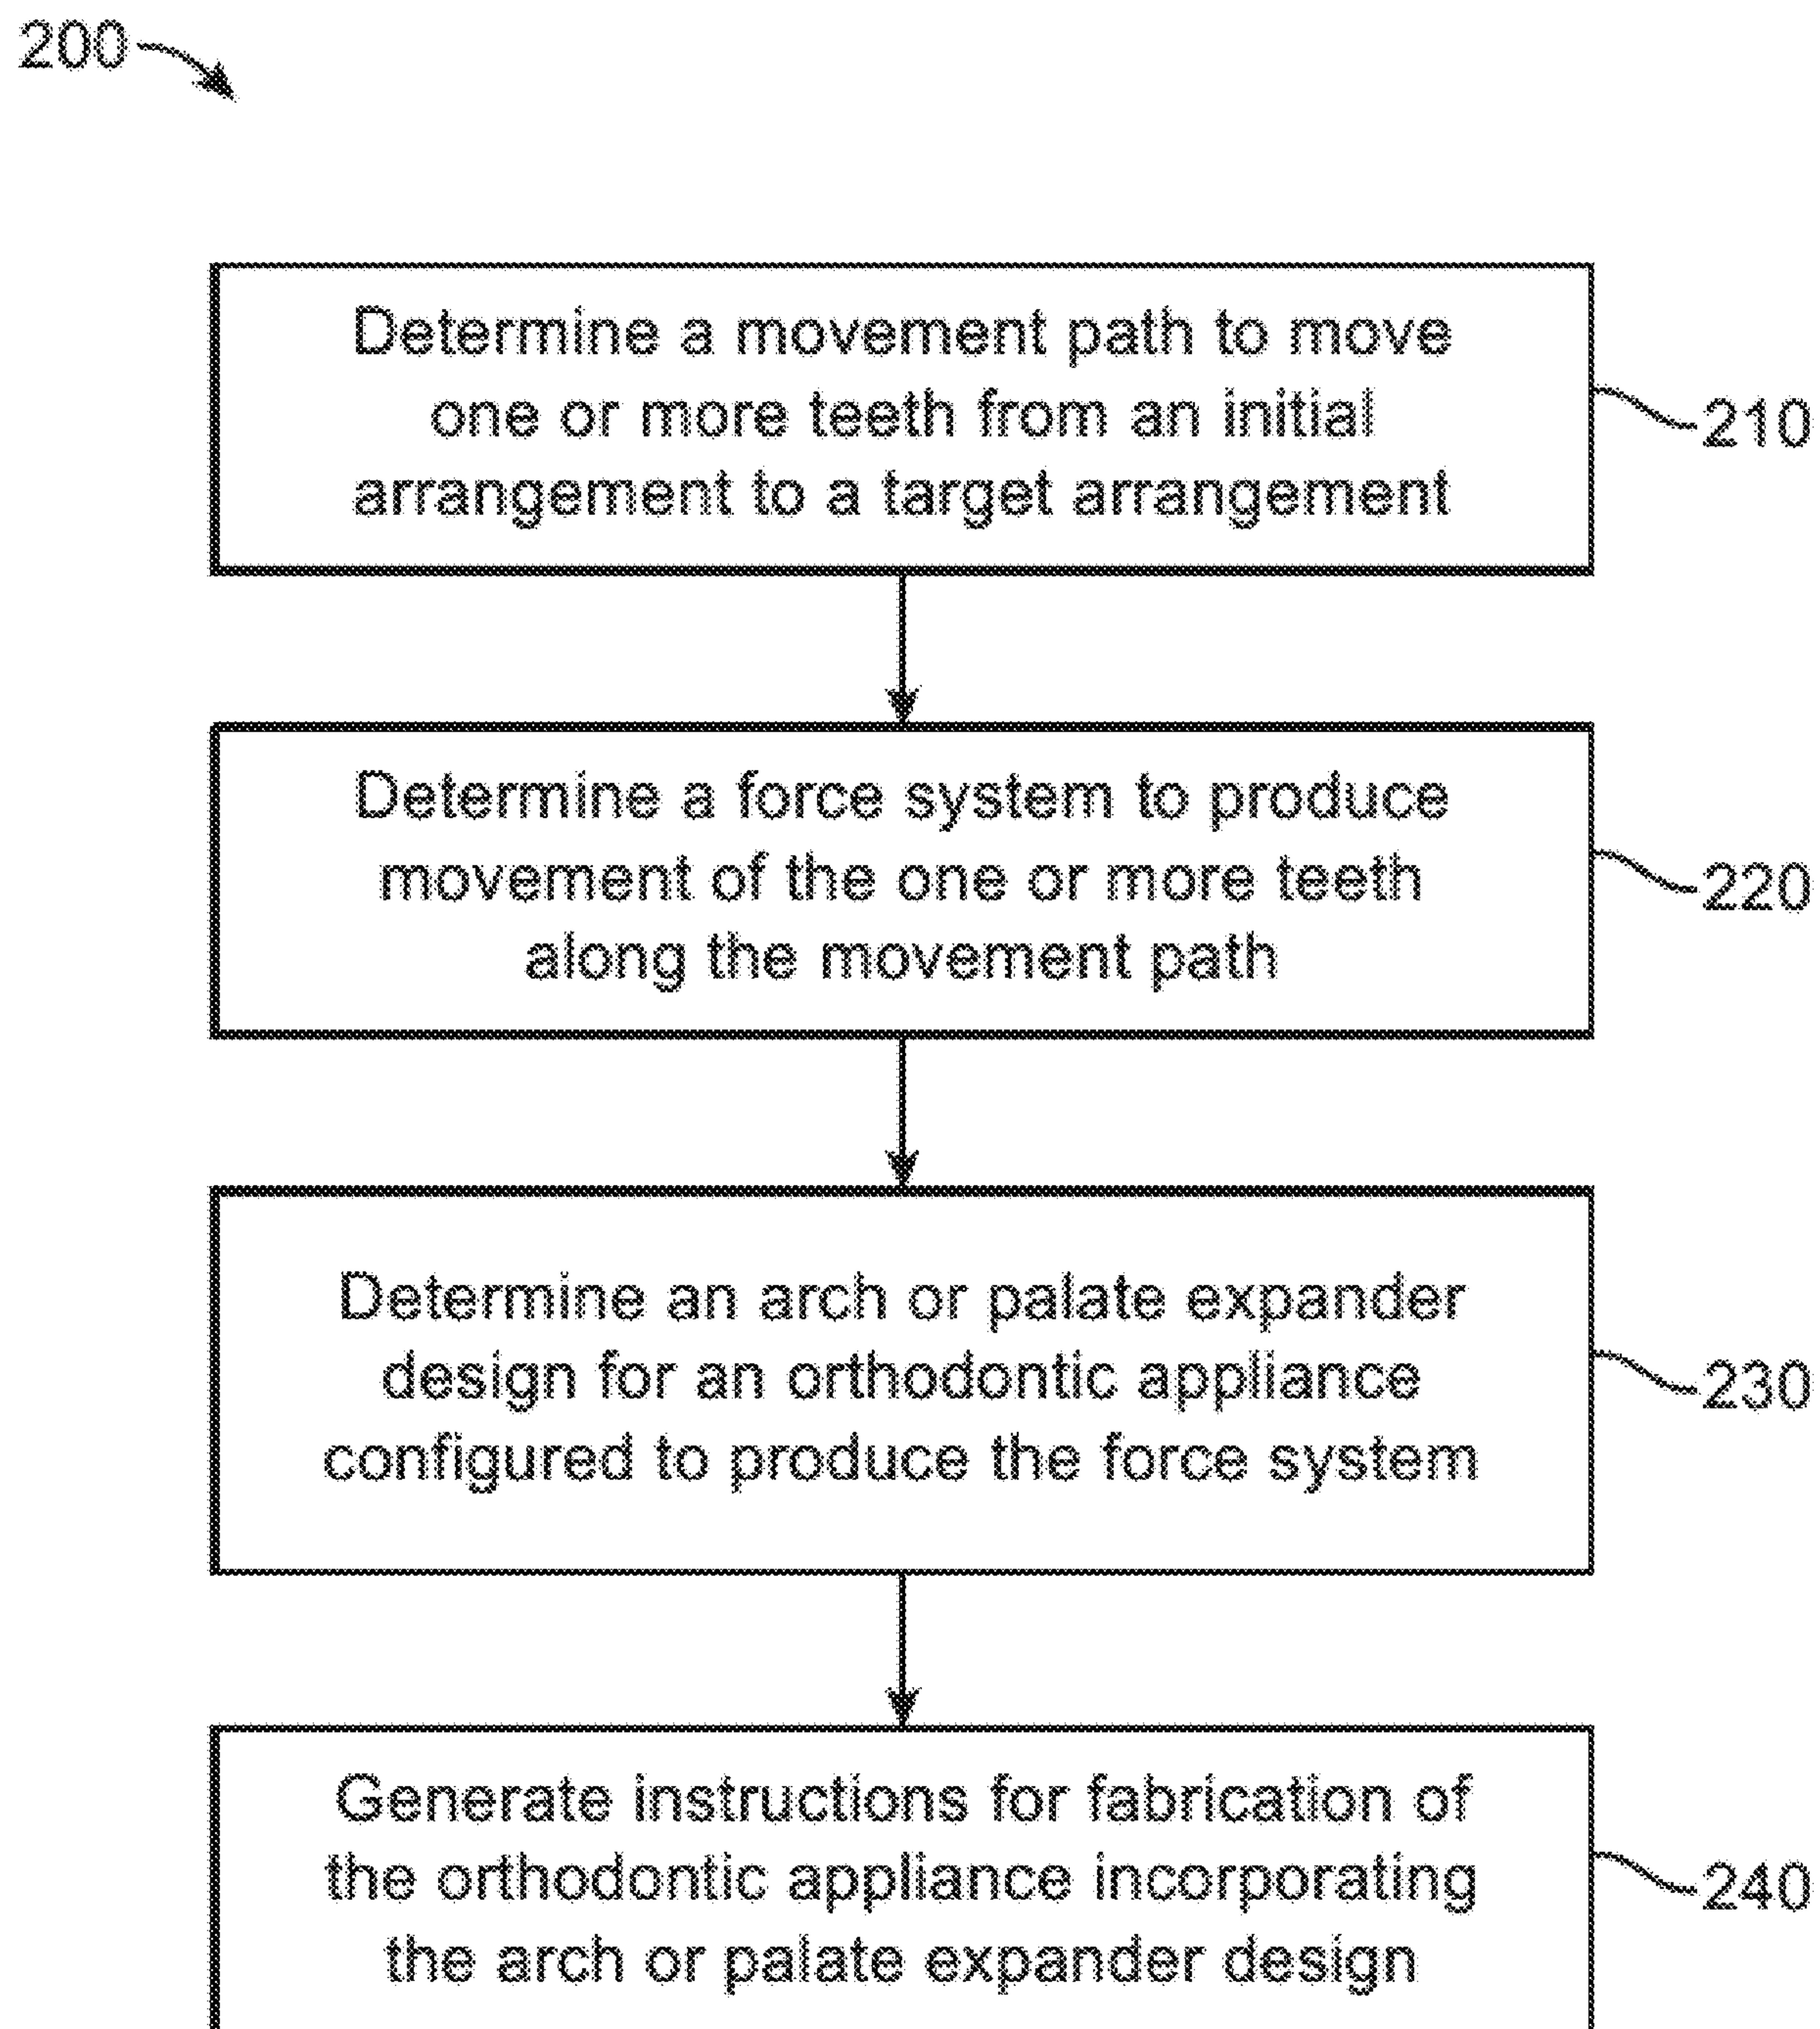 200
Determine a movement path to move
one or more teeth from an initial
arrangement to a target arrangement
210
Determine a force system to produce
movement of the one or more teeth
along the movement path
220
Determine an arch or palate expander
design for an orthodontic appliance
configured to produce the force system
230
Generate instructions for fabrication of
the orthodontic appliance incorporating
the arch or palate expander design
240